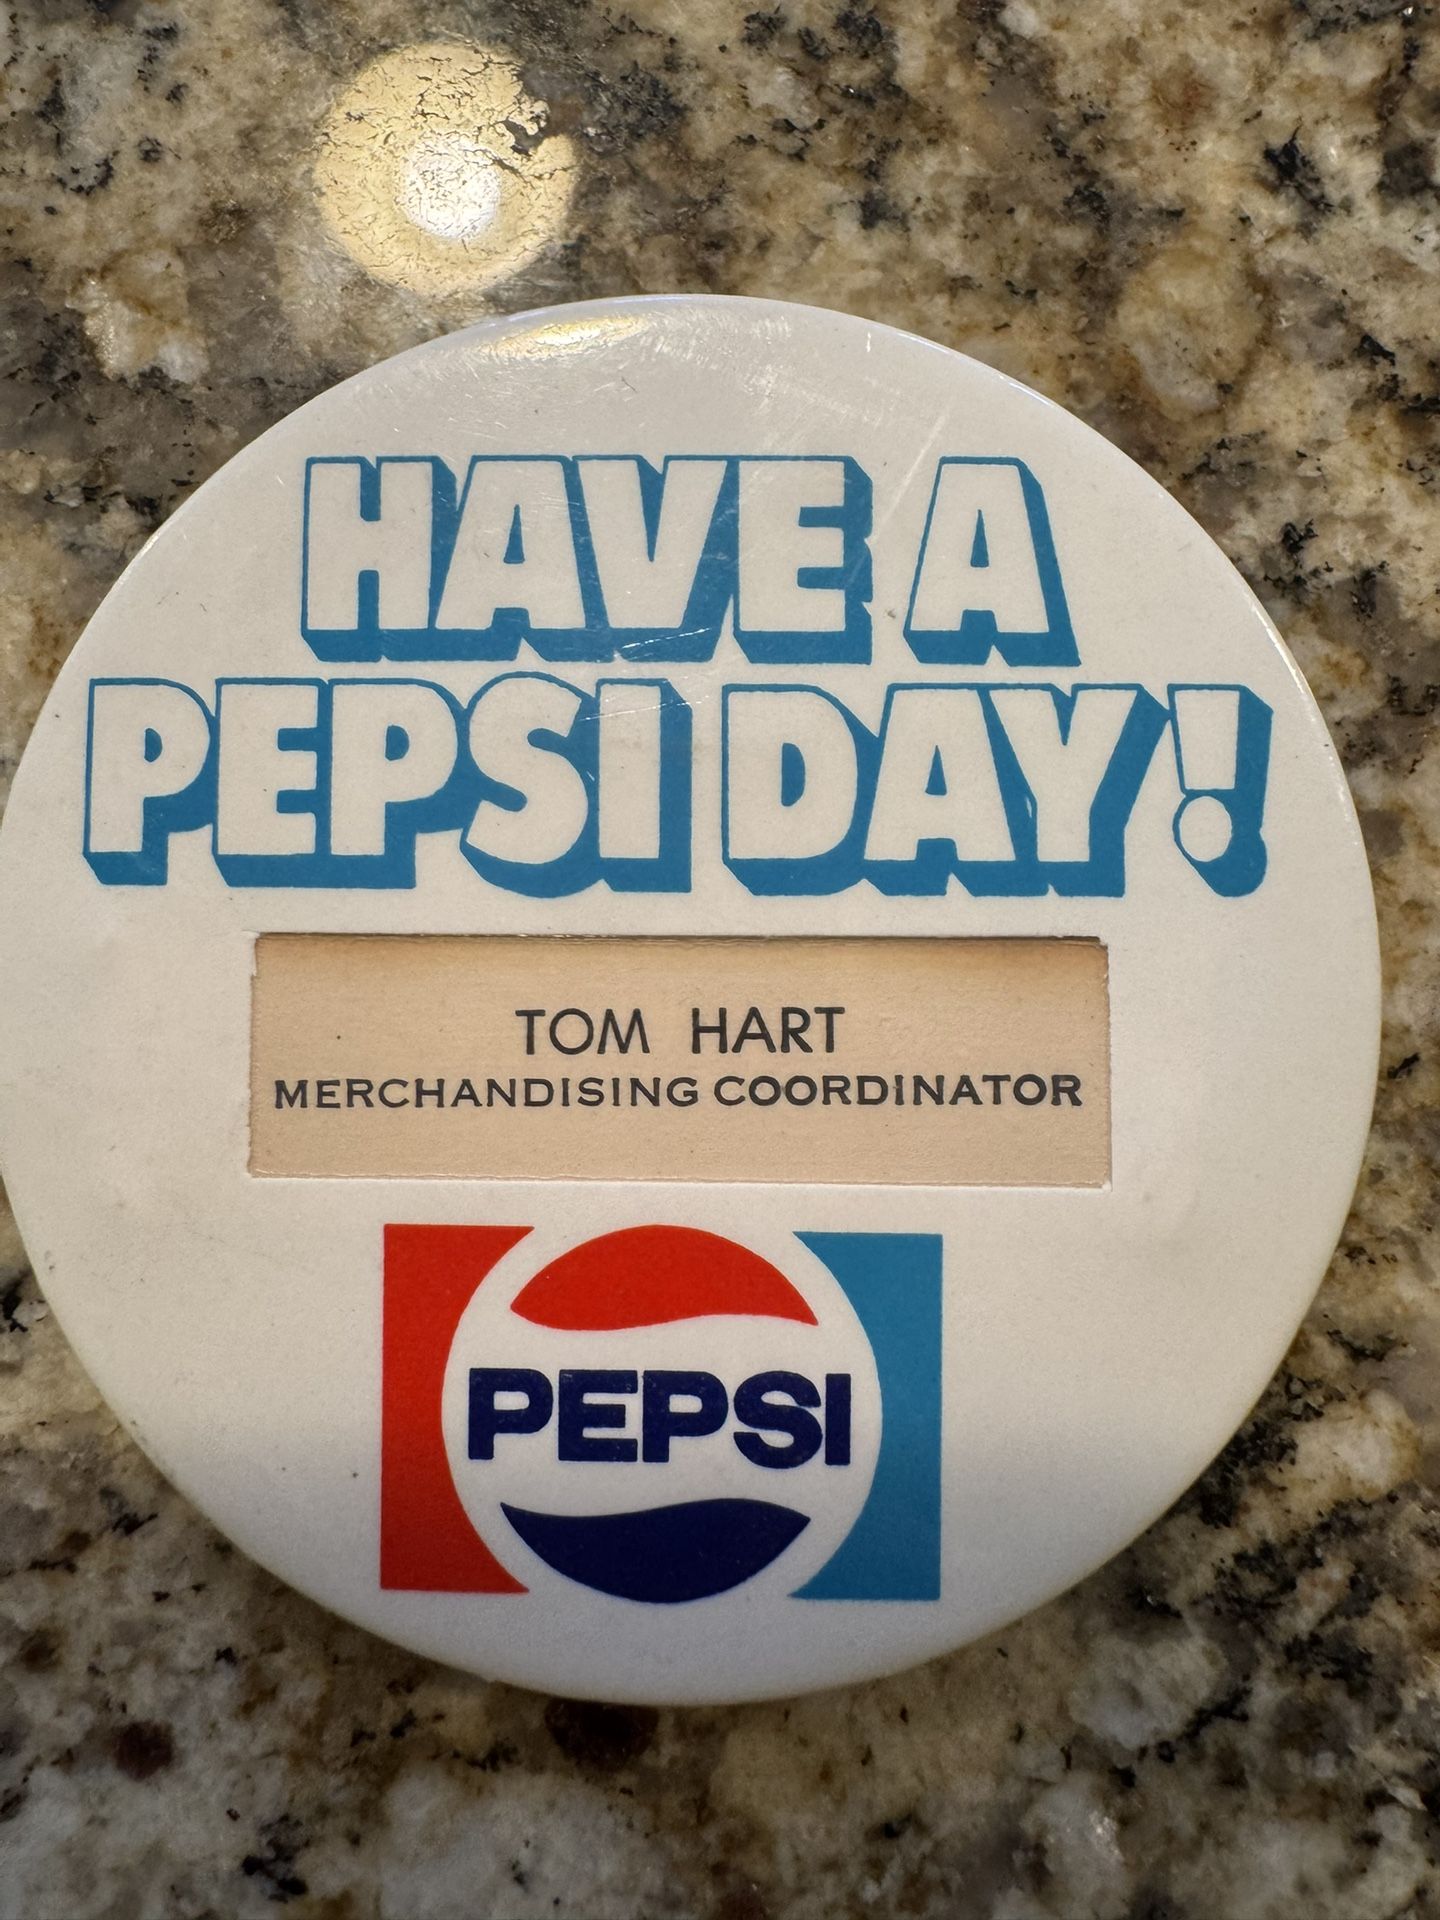 HAVE A
PEPSI DAY!
TOM HART
MERCHANDISING COORDINATOR
PEPSI